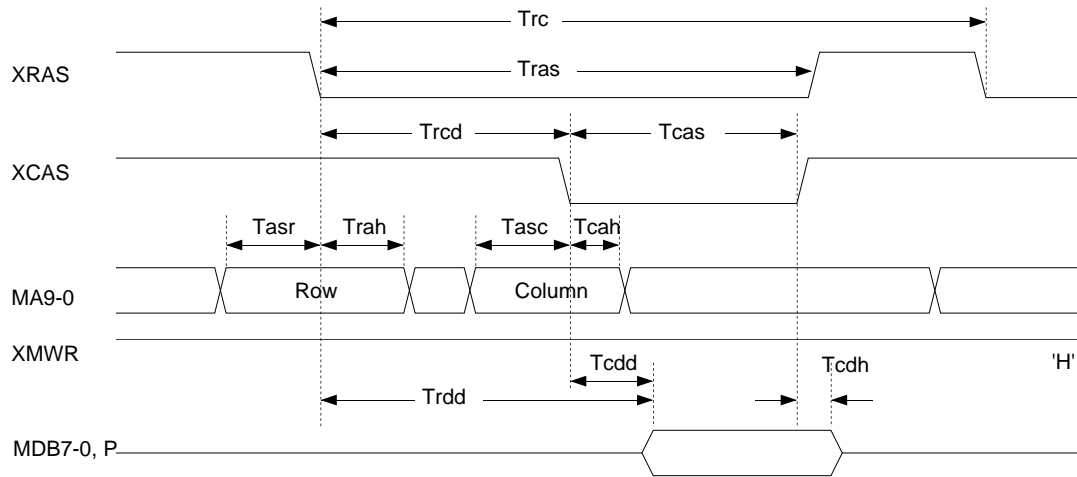 Trc
XRAS
Tras
Trcd
Tcas
XCAS
Tasr
Trah
Tasc
Tcah
MA9-0
Row
Column
XMWR
'H'
Tcdd
Tcdh
Trdd
MDB7-0, P